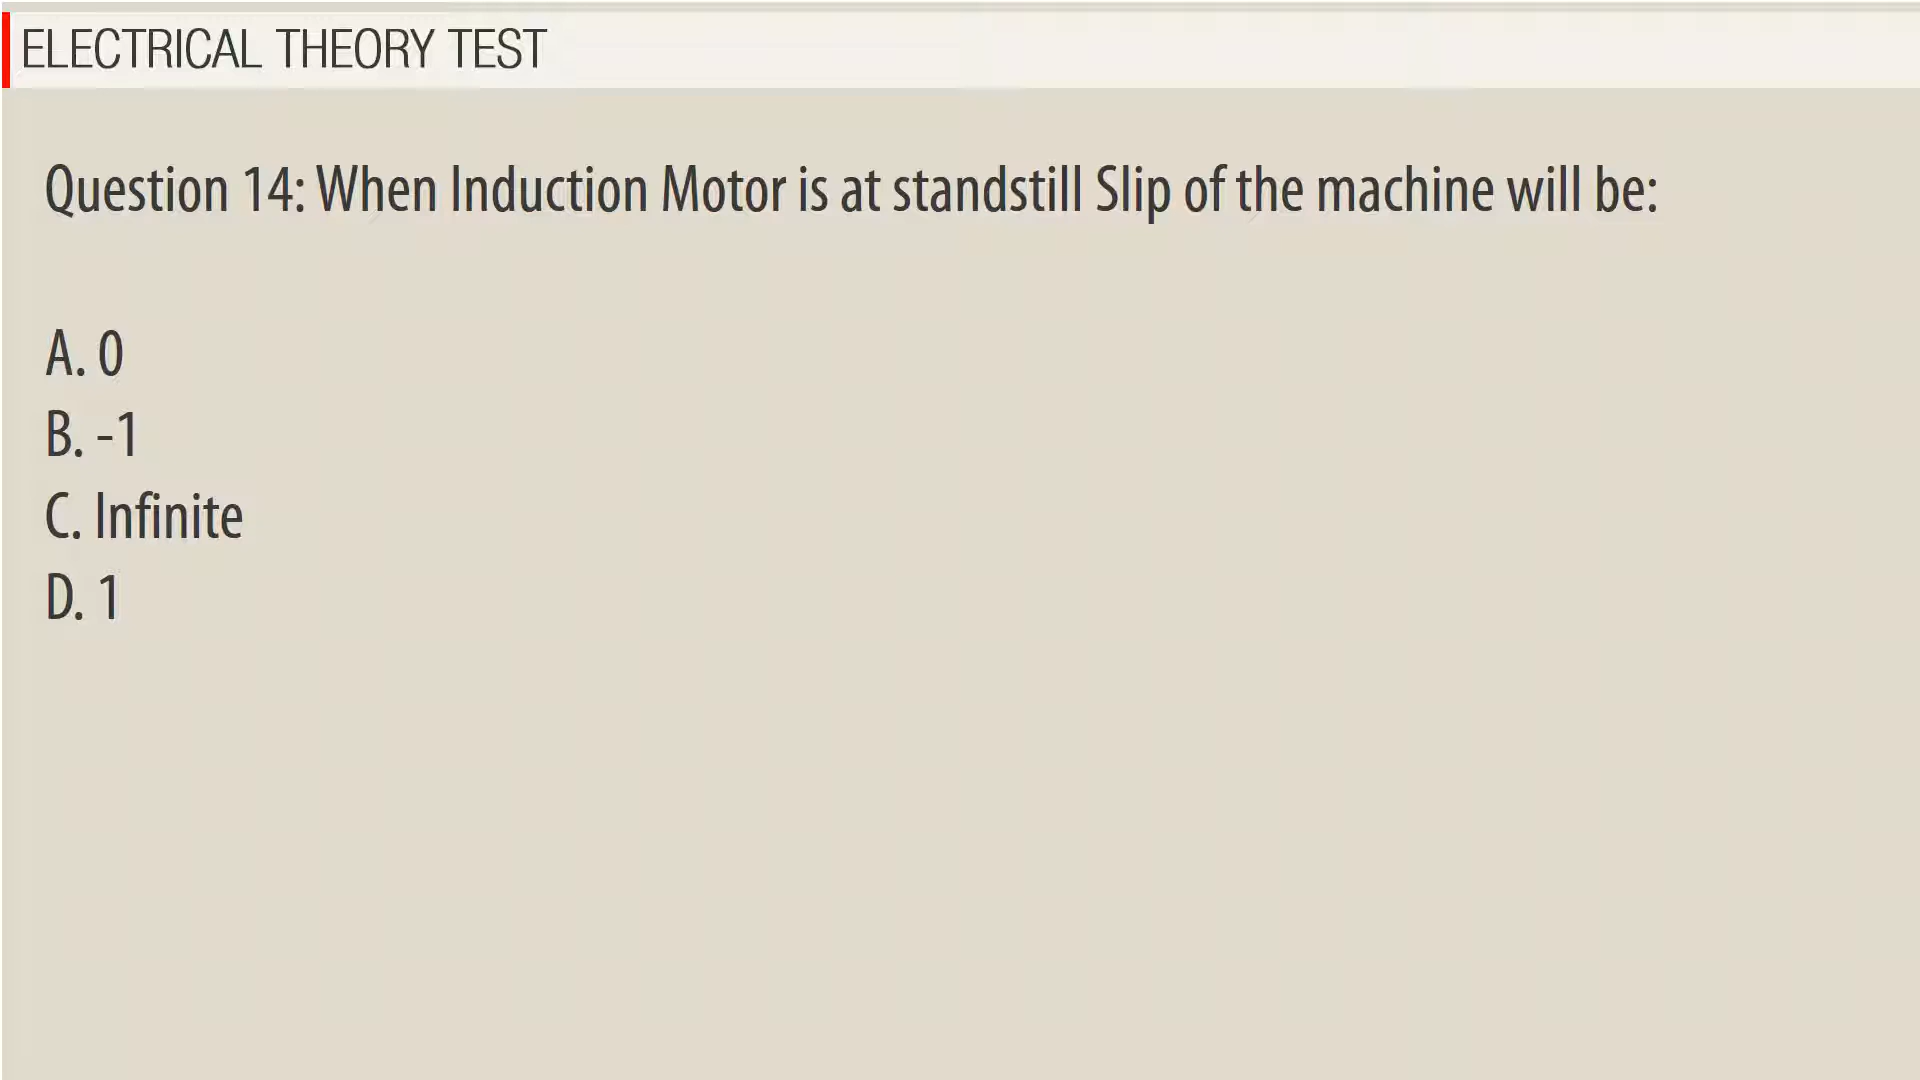 ELECTRICAL THEORY TEST
Question 14: When Induction Motor is at standstill Slip of the machine will be:
A. 0
B. -1
C. Infinite
D. 1